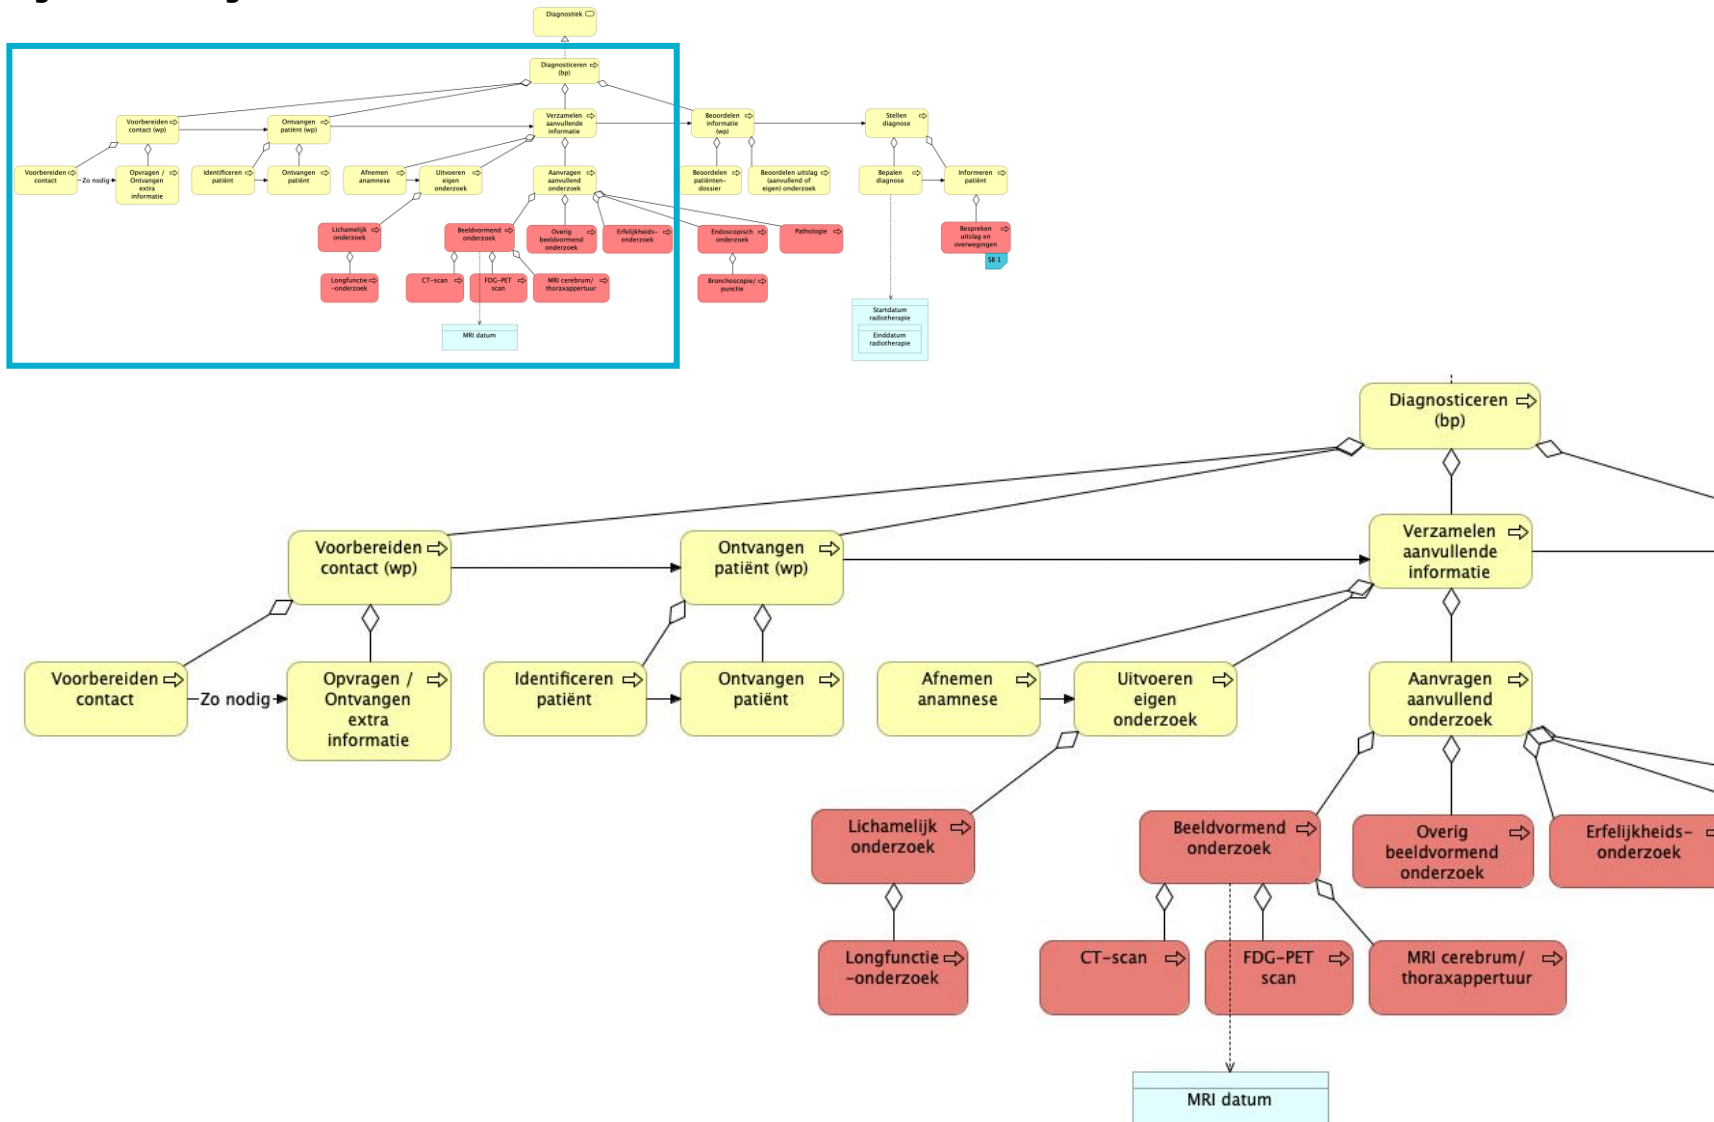 Diagnostiek
Diagnosticeren
(bp)
Voorbereiden
contact (wp)
Ontvangen
patiënt (wp)
Verzamelen
aanvullende
informatie
Beoordelen
informatie
(wp)
Stellen
diagnose
Voorbereiden
contact
Zo nodig
Opvragen /
Ontvangen
extra
informatie
Identificeren
patiënt
Ontvangen
patiënt
Afnemen
anamnese
Uitvoeren
eigen
onderzoek
Aanvragen
aanvullend
onderzoek
Beoordelen
patiënten-
dossier
Beoordelen uitslag
(aanvullend of
eigen) onderzoek
Bepalen
diagnose
Informeren
patiënt
Lichamelijk
onderzoek
Beeldvormend
onderzoek
Overig
beeldvormend
onderzoek
Erfelijkheids-
onderzoek
Endoscopisch
onderzoek
Pathologie
Bespreken
uitslag en
overwegingen
SB 1
Longfunctie
-onderzoek
CT-scan
FDG-PET
scan
MRI cerebrum/
thoraxappertuur
Bronchoscopie/
punctie
MRI datum
Startdatum
radiotherapie
Einddatum
radiotherapie
Diagnosticeren
(bp)
Voorbereiden
contact (wp)
Ontvangen
patiënt (wp)
Verzamelen
aanvullende
informatie
Voorbereiden
contact
Zo nodig
Opvragen /
Ontvangen
extra
informatie
Identificeren
patiënt
Ontvangen
patiënt
Afnemen
anamnese
Uitvoeren
eigen
onderzoek
Aanvragen
aanvullend
onderzoek
Lichamelijk
onderzoek
Beeldvormend
onderzoek
Overig
beeldvormend
onderzoek
Erfelijkheids-
onderzoek
Longfunctie
-onderzoek
CT-scan
FDG-PET
scan
MRI cerebrum/
thoraxappertuur
MRI datum